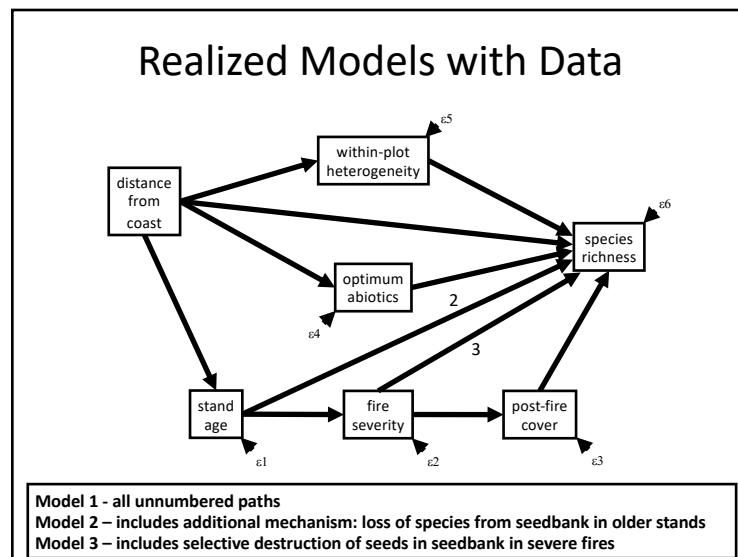 Realized Models with Data
ε5
within-plot
heterogeneity
distance
from
coast
ε6
species
richness
optimum
abiotics
2
ε4
3
stand
age
fire
severity
post-fire
cover
ε1
ε2
ε3
Model 1 - all unnumbered paths
Model 2 – includes additional mechanism: loss of species from seedbank in older stands
Model 3 – includes selective destruction of seeds in seedbank in severe fires